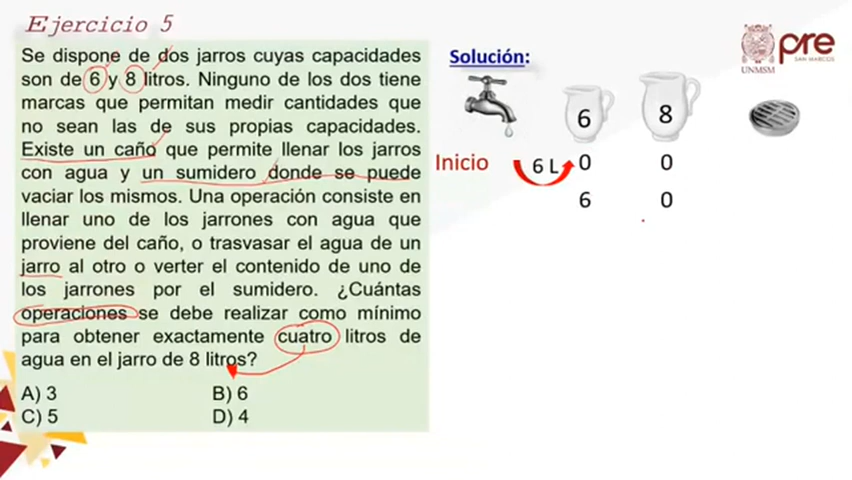 Ejercicio 5
Se dispone de dos jarros cuyas capacidades
son de 6 y 8 litros. Ninguno de los dos tiene
marcas que permitan medir cantidades que
no sean las de sus propias capacidades.
Existe un caño que permite llenar los jarros
con agua y un sumidero donde se puede
vaciar los mismos. Una operación consiste en
llenar uno de los jarrones con agua que
proviene del caño, o trasvasar el agua de un
jarro al otro o verter el contenido de uno de
los jarrones por el sumidero. ¿Cuántas
operaciones se debe realizar como mínimo
para obtener exactamente cuatro litros de
agua en el jarro de 8 litros?
A) 3 B) 6
C) 5 D) 4
Solución:
UNMSM
pre
SAN MARCOS
6 8
Inicio 6 L 0 0
6 0